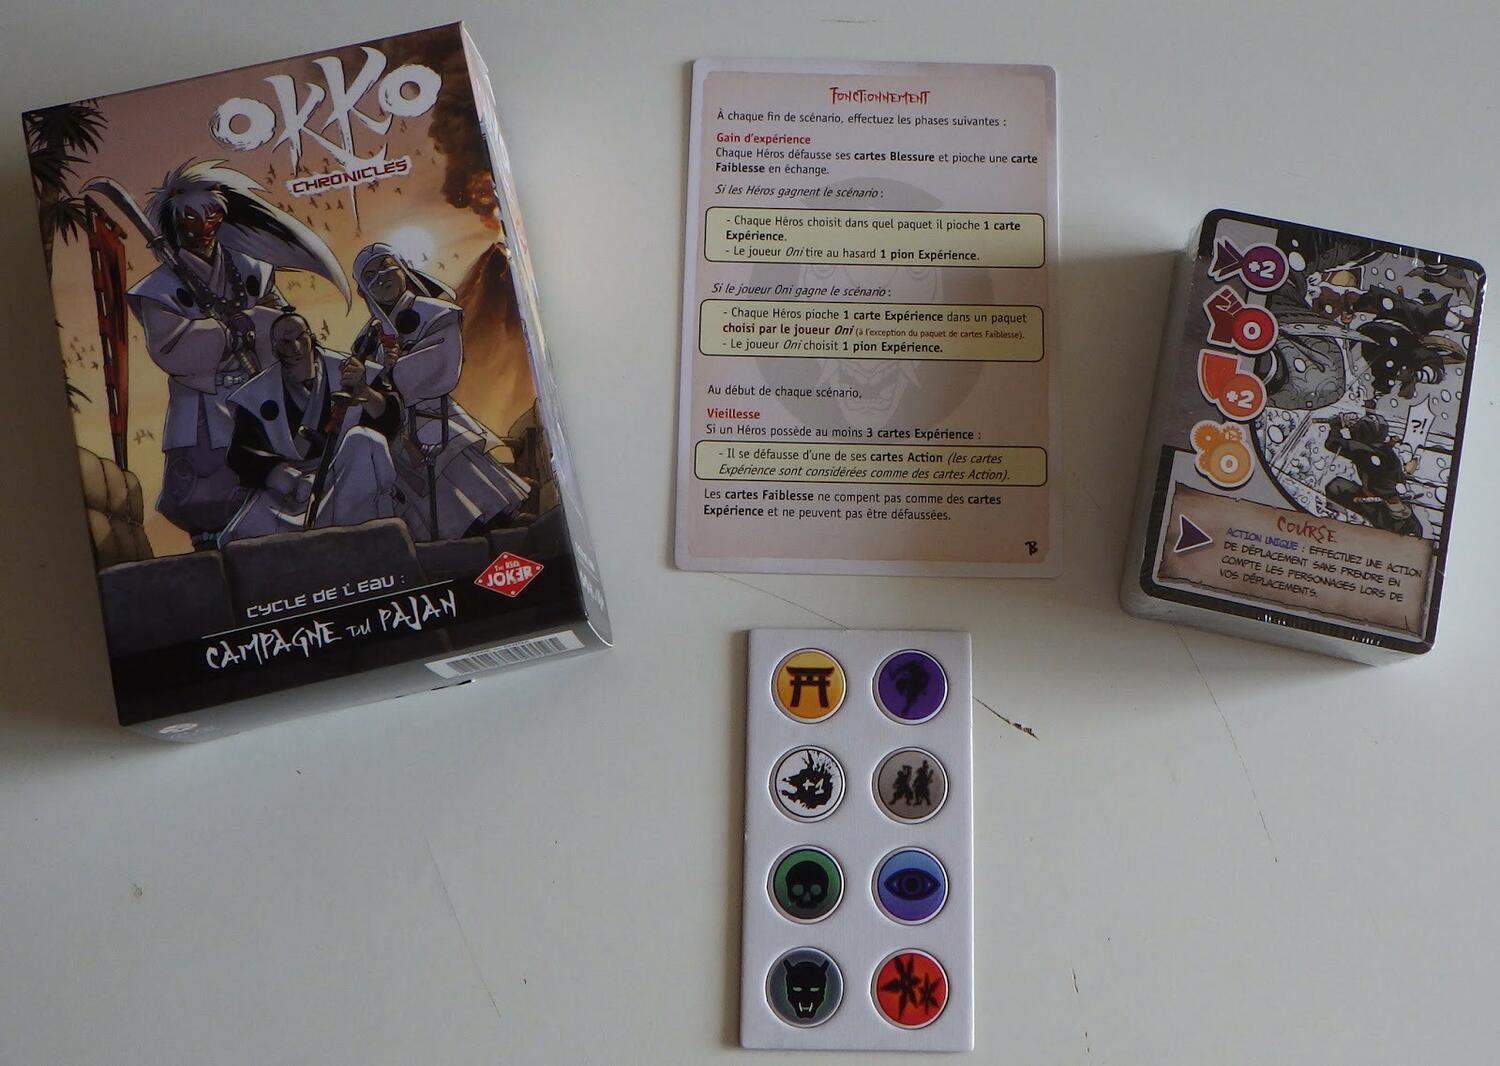 OKKO
CHRONICLES
CYCLE DE L'EAU :
CAMPAGNE DU PAJAN
THE RED
JOKER
FONCTIONNEMENT
À chaque fin de scénario, effectuez les phases suivantes :
Gain d'expérience
Chaque Héros défausse ses cartes Blessure et pioche une carte
Faiblesse en échange.
Si les Héros gagnent le scénario :
- Chaque Héros choisit dans quel paquet il pioche 1 carte
Expérience.
- Le joueur Oni tire au hasard 1 pion Expérience.
Si le joueur Oni gagne le scénario :
- Chaque Héros pioche 1 carte Expérience dans un paquet
choisi par le joueur Oni (à l'exception du paquet de cartes Faiblesse).
- Le joueur Oni choisit 1 pion Expérience.
Au début de chaque scénario,
Vieillesse
Si un Héros possède au moins 3 cartes Expérience :
- Il se défausse d'une de ses cartes Action (les cartes
Expérience sont considérées comme des cartes Action).
Les cartes Faiblesse ne compent pas comme des cartes
Expérience et ne peuvent pas être défaussées.
B
+1
+2
0
+2
0
?!
COURSE
ACTION UNIQUE : EFFECTUEZ UNE ACTION
DE DÉPLACEMENT SANS PRENDRE EN
COMPTE LES PERSONNAGES LORS DE
VOS DÉPLACEMENTS.